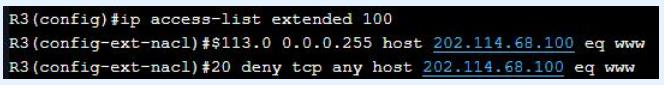 R3(config)#ip access-list extended 100
R3(config-ext-nacl)#$113.0 0.0.0.255 host 202.114.68.100 eq www
R3(config-ext-nacl)#20 deny tcp any host 202.114.68.100 eq www